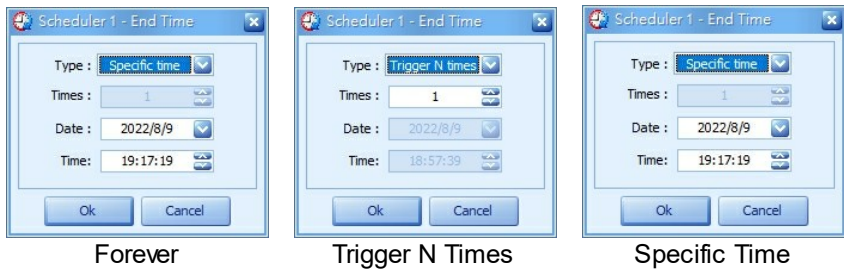 Scheduler 1 - End Time
Type : Specific time
Times : 1
Date : 2022/8/9
Time: 19:17:19
Ok Cancel
Forever
Scheduler 1 - End Time
Type : Trigger N times
Times : 1
Date : 2022/8/9
Time: 18:57:39
Ok Cancel
Trigger N Times
Scheduler 1 - End Time
Type : Specific time
Times : 1
Date : 2022/8/9
Time: 19:17:19
Ok Cancel
Specific Time